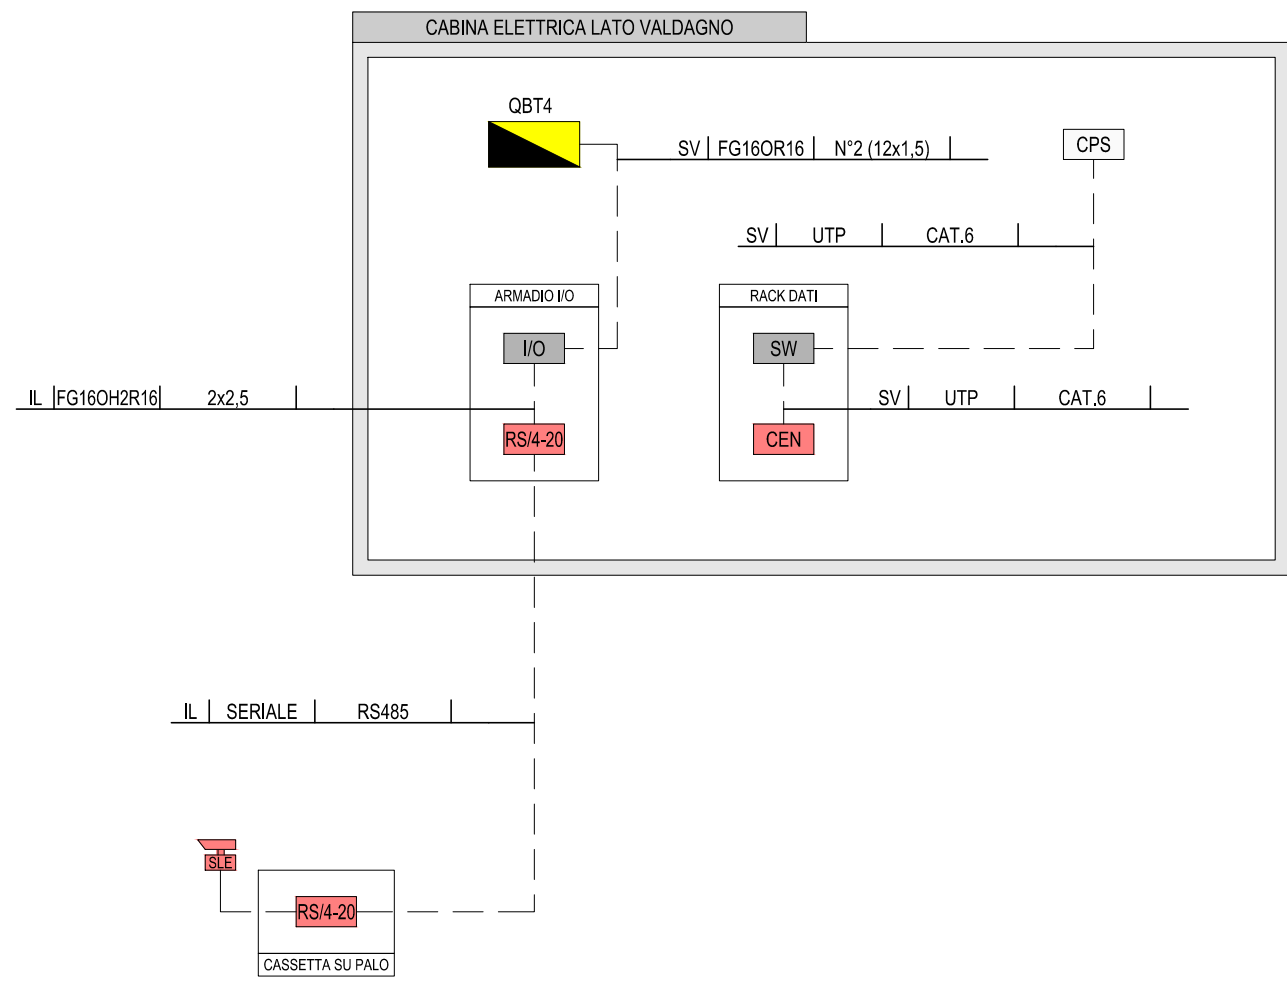 CABINA ELETTRICA LATO VALDAGNO
QBT4
SV FG16OR16 N°2 (12x1,5)
CPS
SV UTP CAT.6
ARMADIO I/O
RACK DATI
I/O
SW
IL FG16OH2R16 2x2,5
SV UTP CAT.6
RS/4-20
CEN
IL SERIALE RS485
SLE
RS/4-20
CASSETTA SU PALO